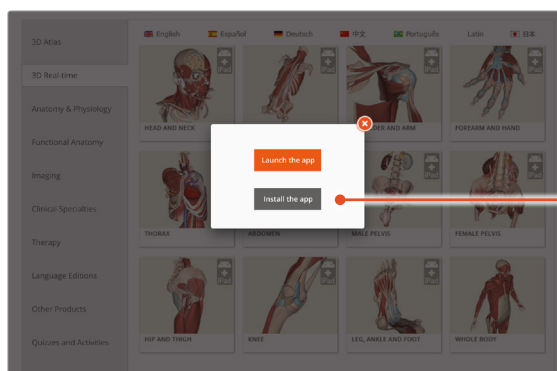 English Español Deutsch 中文 Português Latin 日本
3D Atlas
3D Real-time
Anatomy & Physiology
Functional Anatomy
Imaging
Clinical Specialties
Therapy
Language Editions
Other Products
Quizzes and Activities
HEAD AND NECK
DER AND ARM
FOREARM AND HAND
Launch the app
Install the app
THORAX
ABDOMEN
MALE PELVIS
FEMALE PELVIS
HIP AND THIGH
KNEE
LEG, ANKLE AND FOOT
WHOLE BODY